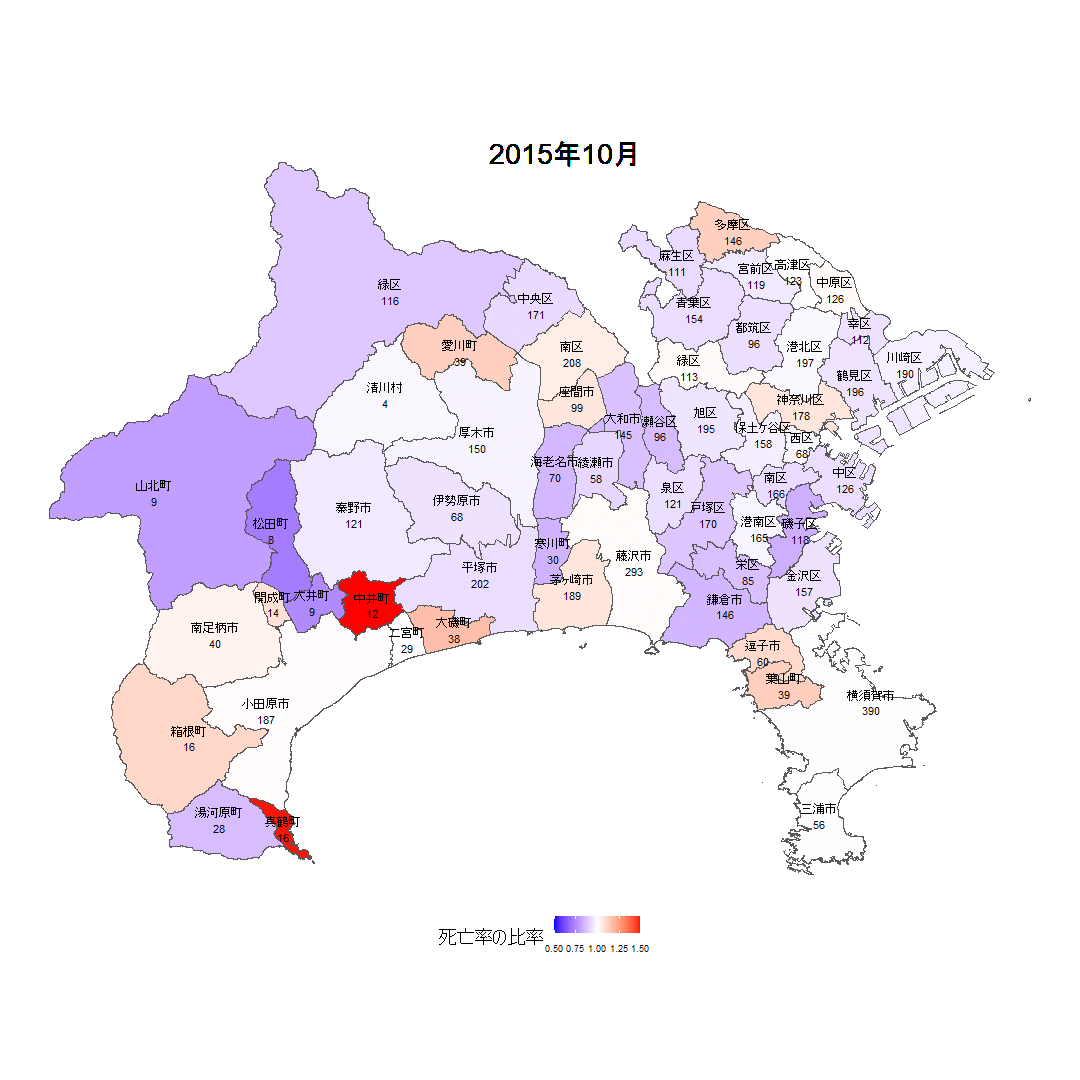 2015年10月
多摩区
146
麻生区
111
宮前区
119
高津区
123
中原区
126
緑区
116
中央区
171
青葉区
154
都筑区
96
幸区
112
港北区
197
川崎区
190
鶴見区
196
愛川町
39
南区
208
緑区
113
清川村
4
座間市
99
神奈川区
178
厚木市
150
大和市
145
瀬谷区
96
旭区
195
保土ケ谷区
158
西区
68
山北町
9
海老名市
70
綾瀬市
58
南区
166
中区
126
秦野市
121
伊勢原市
68
泉区
121
戸塚区
170
港南区
165
磯子区
118
松田町
8
寒川町
30
藤沢市
293
平塚市
202
茅ヶ崎市
189
栄区
85
金沢区
157
開成町
14
大井町
9
中井町
12
鎌倉市
146
南足柄市
40
二宮町
29
大磯町
38
逗子市
60
葉山町
39
小田原市
187
横須賀市
390
箱根町
16
湯河原町
28
真鶴町
16
三浦市
56
死亡率の比率
0.50 0.75 1.00 1.25 1.50